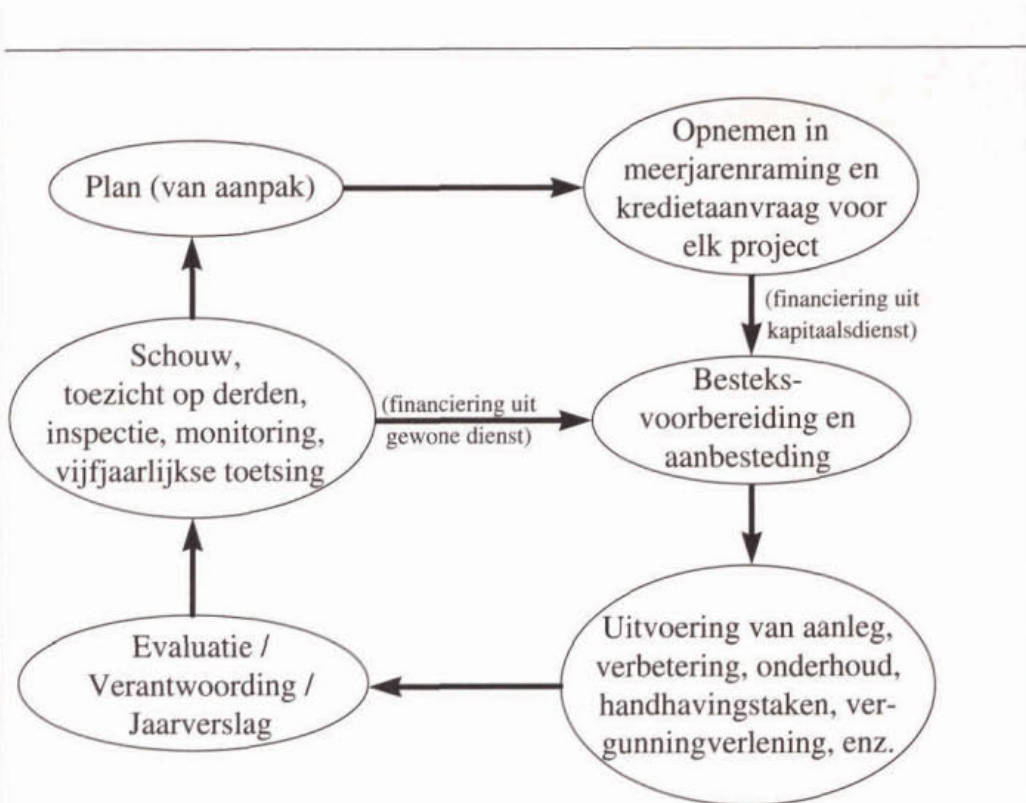 Plan (van aanpak)
Opnemen in
meerjarenraming en
kredietaanvraag voor
elk project
(financiering uit
kapitaalsdienst)
Schouw,
toezicht op derden,
inspectie, monitoring,
vijfjaarlijkse toetsing
(financiering uit
gewone dienst)
Besteks-
voorbereiding en
aanbesteding
Evaluatie /
Verantwoording /
Jaarverslag
Uitvoering van aanleg,
verbetering, onderhoud,
handhavingstaken, ver-
gunningverlening, enz.